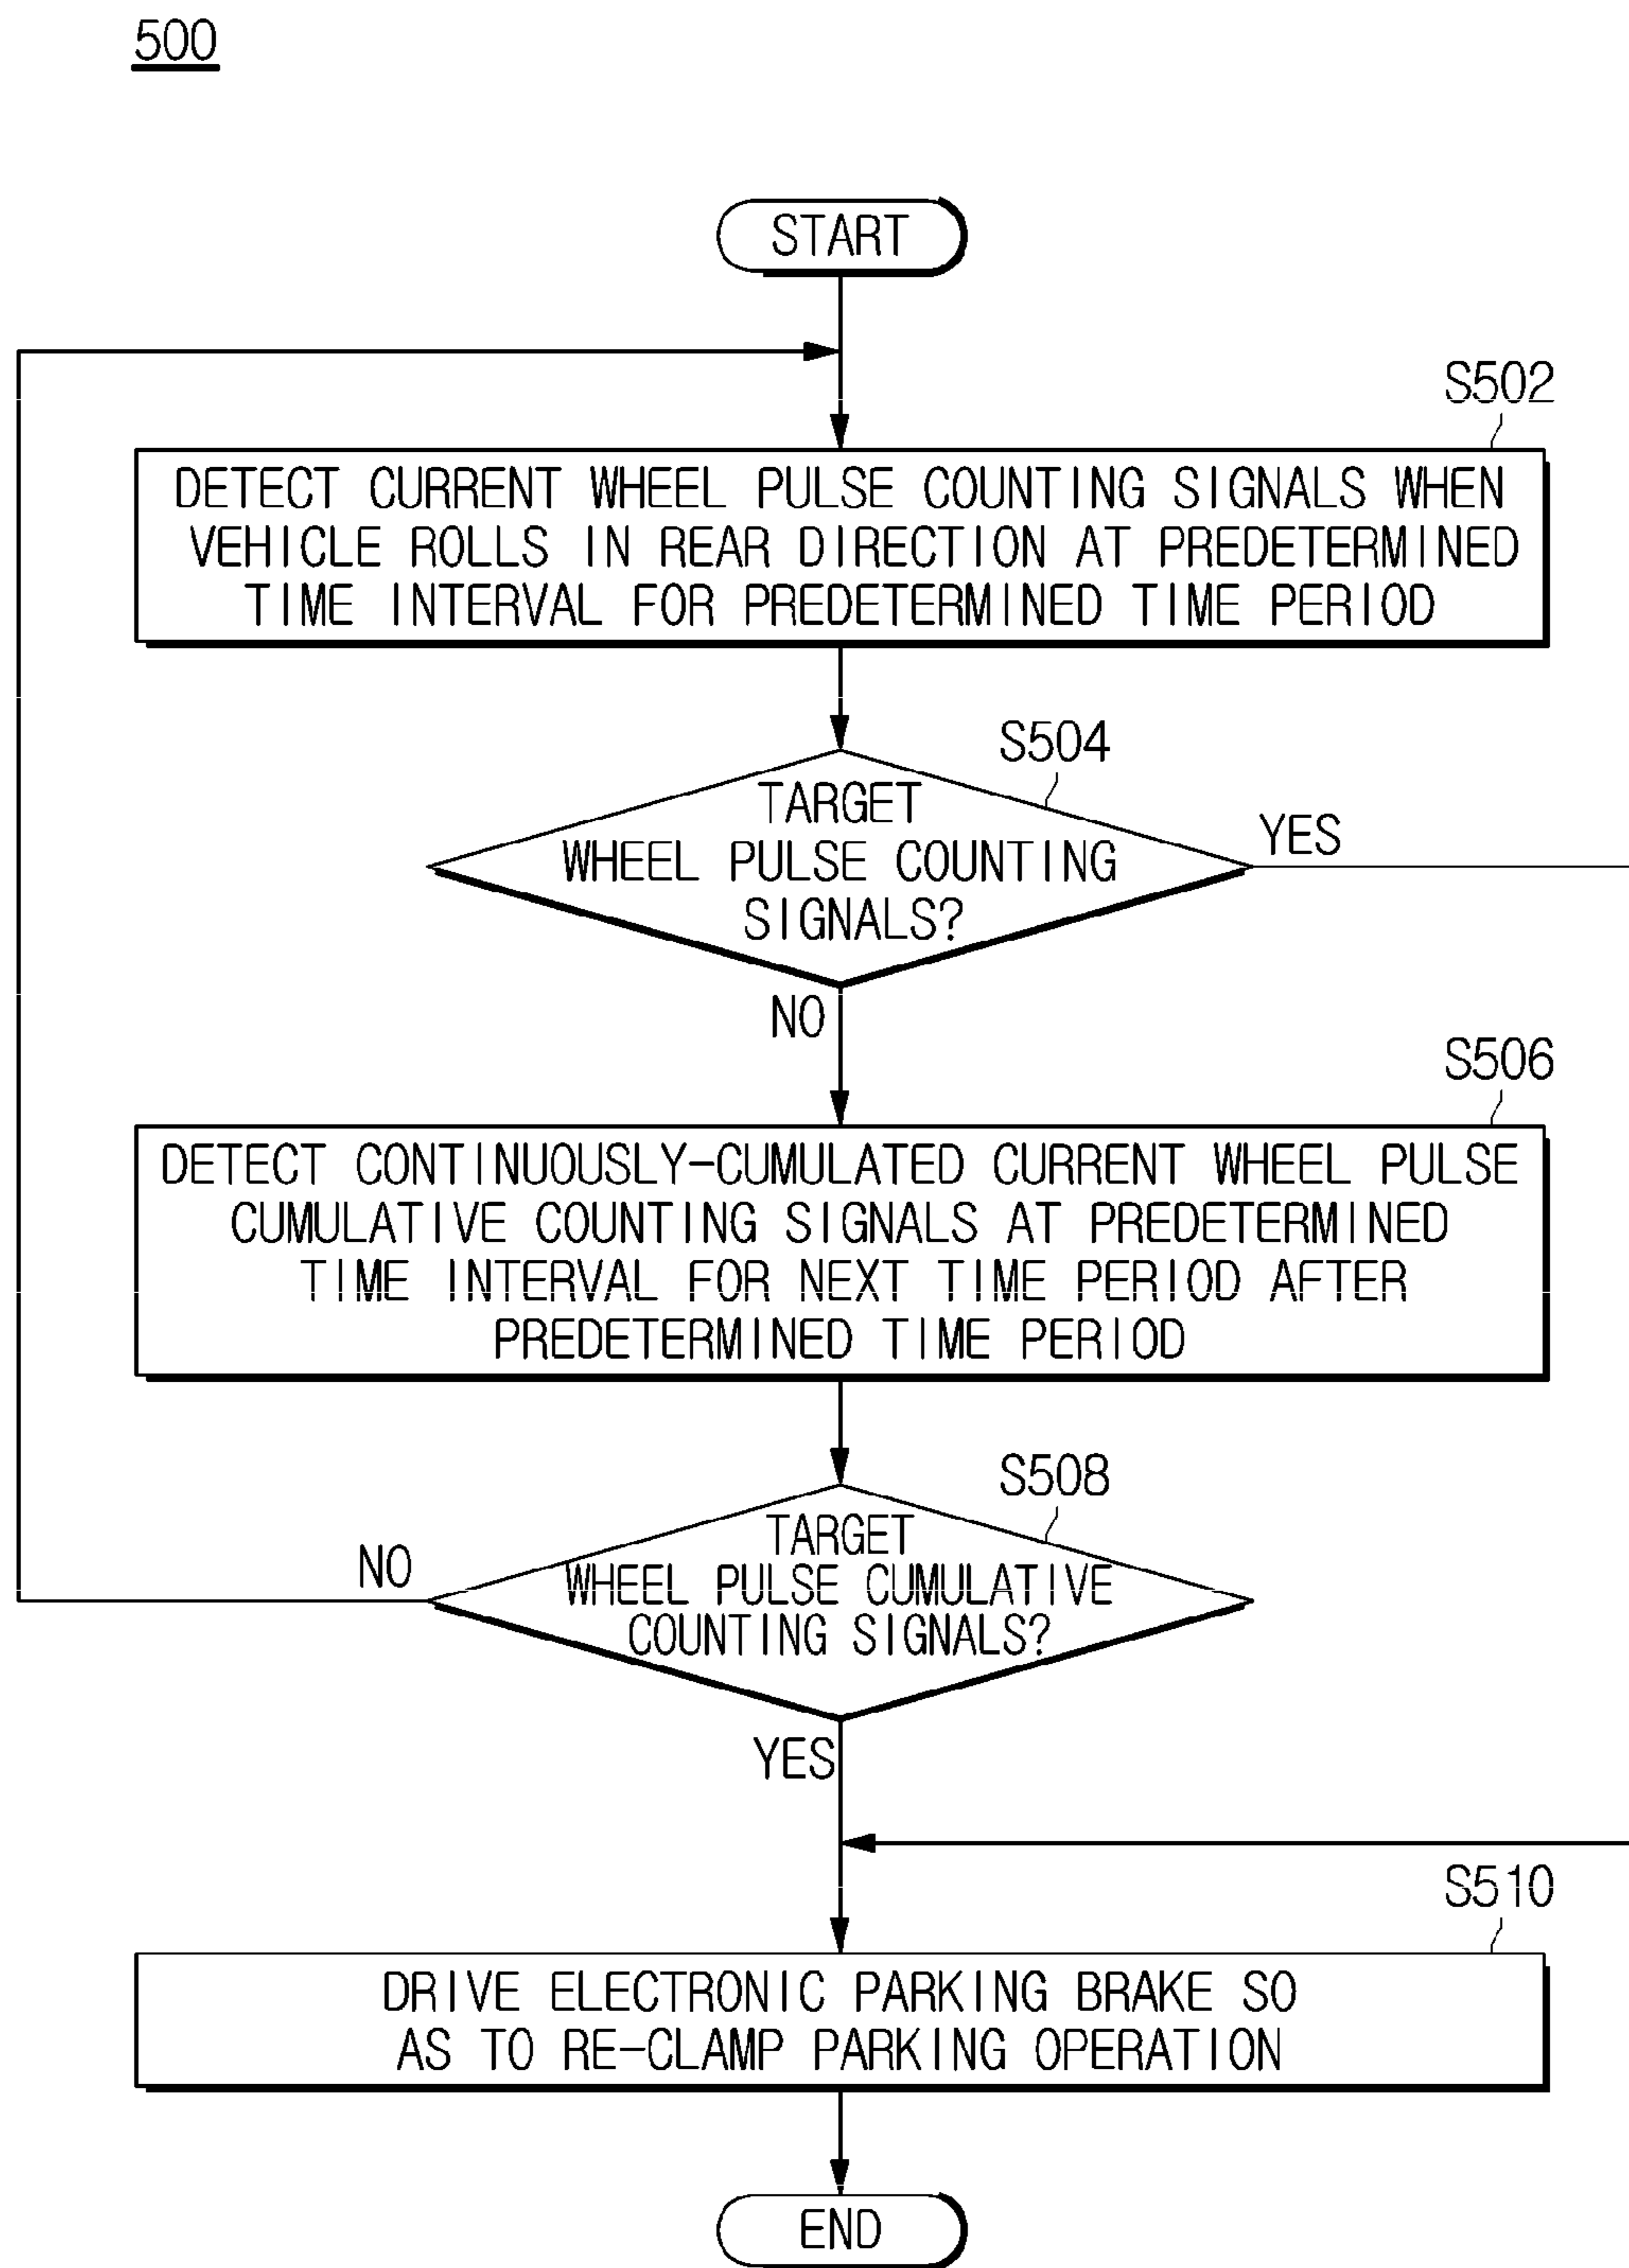 500
START
S502
DETECT CURRENT WHEEL PULSE COUNTING SIGNALS WHEN
VEHICLE ROLLS IN REAR DIRECTION AT PREDETERMINED
TIME INTERVAL FOR PREDETERMINED TIME PERIOD
S504
TARGET
WHEEL PULSE COUNTING
SIGNALS?
YES
NO
S506
DETECT CONTINUOUSLY-CUMULATED CURRENT WHEEL PULSE
CUMULATIVE COUNTING SIGNALS AT PREDETERMINED
TIME INTERVAL FOR NEXT TIME PERIOD AFTER
PREDETERMINED TIME PERIOD
S508
TARGET
WHEEL PULSE CUMULATIVE
COUNTING SIGNALS?
NO
YES
S510
DRIVE ELECTRONIC PARKING BRAKE SO
AS TO RE-CLAMP PARKING OPERATION
END